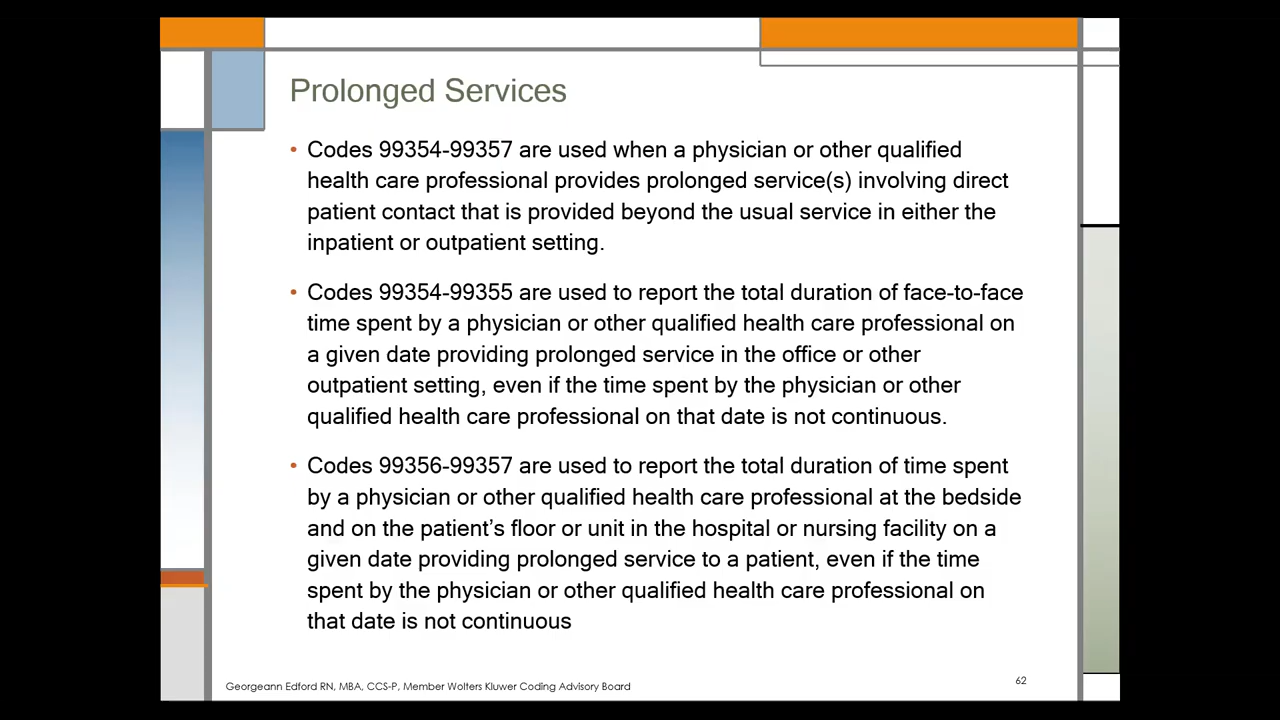 Prolonged Services
• Codes 99354-99357 are used when a physician or other qualified
health care professional provides prolonged service(s) involving direct
patient contact that is provided beyond the usual service in either the
inpatient or outpatient setting.
• Codes 99354-99355 are used to report the total duration of face-to-face
time spent by a physician or other qualified health care professional on
a given date providing prolonged service in the office or other
outpatient setting, even if the time spent by the physician or other
qualified health care professional on that date is not continuous.
• Codes 99356-99357 are used to report the total duration of time spent
by a physician or other qualified health care professional at the bedside
and on the patient’s floor or unit in the hospital or nursing facility on a
given date providing prolonged service to a patient, even if the time
spent by the physician or other qualified health care professional on
that date is not continuous
Georgeann Edford RN, MBA, CCS-P, Member Wolters Kluwer Coding Advisory Board
62